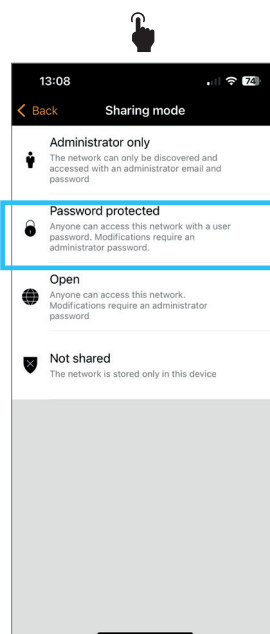 13:08
74
Back Sharing mode
Administrator only
The network can only be discovered and
accessed with an administrator email and
password
Password protected
Anyone can access this network with a user
password. Modifications require an
administrator password.
Open
Anyone can access this network.
Modifications require an administrator
password
Not shared
The network is stored only in this device